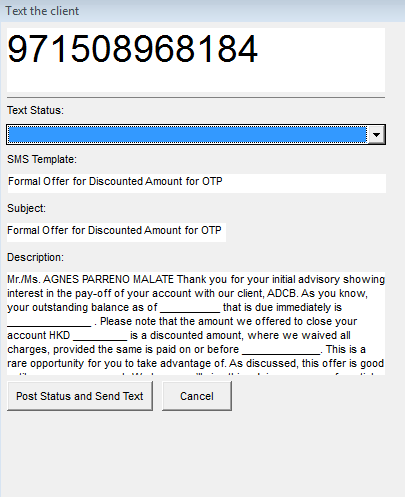 Text the client
971508968184
Text Status:
SMS Template:
Formal Offer for Discounted Amount for OTP
Subject:
Formal Offer for Discounted Amount for OTP
Description:
Mr./Ms. AGNES PARRENO MALATE Thank you for your initial advisory showing
interest in the pay-off of your account with our client, ADCB. As you know,
your outstanding balance as of __________ that is due immediately is
______________ . Please note that the amount we offered to close your
account HKD _________ is a discounted amount, where we waived all
charges, provided the same is paid on or before _____________. This is a
rare opportunity for you to take advantage of. As discussed, this offer is good
Post Status and Send Text
Cancel